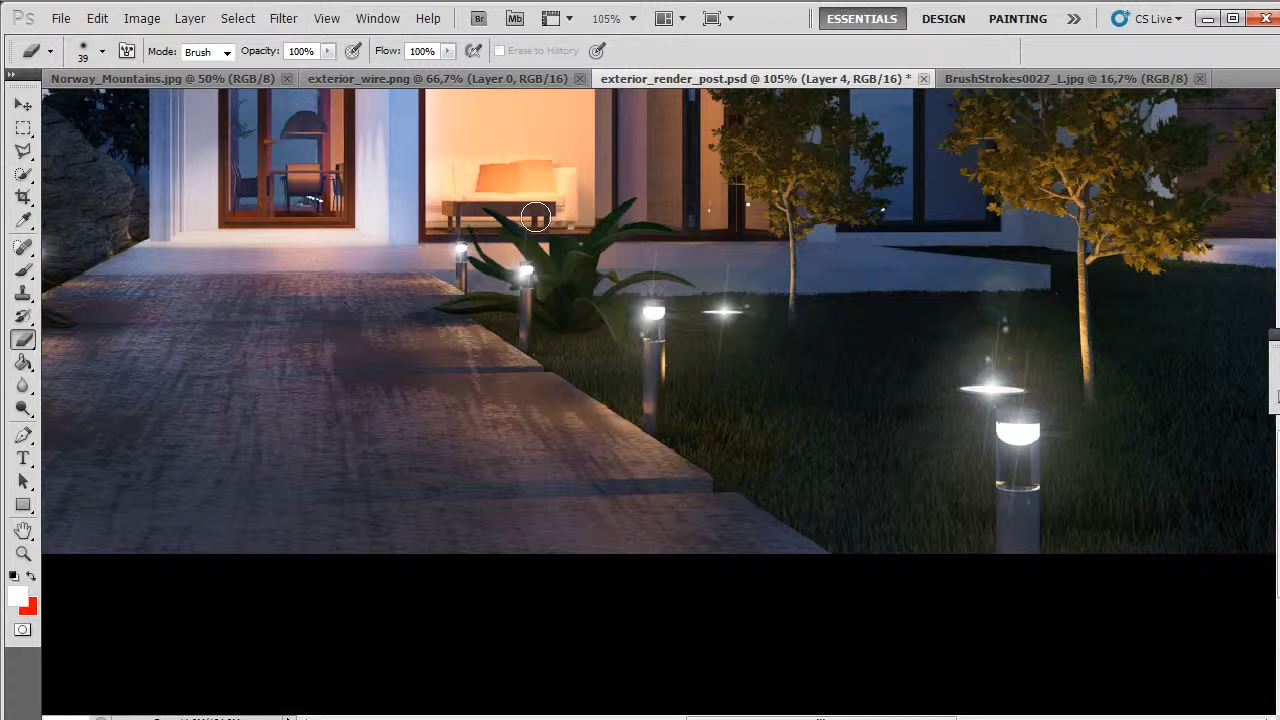 Ps File Edit Image Layer Select Filter View Window Help Br Mb 105% ESSENTIALS DESIGN PAINTING CS Live
39 Mode: Brush Opacity: 100% Flow: 100% Erase to History
Norway_Mountains.jpg @ 50% (RGB/8) exterior_wire.png @ 66,7% (Layer 0, RGB/16) exterior_render_post.psd @ 105% (Layer 4, RGB/16) * BrushStrokes0027_L.jpg @ 16,7% (RGB/8)